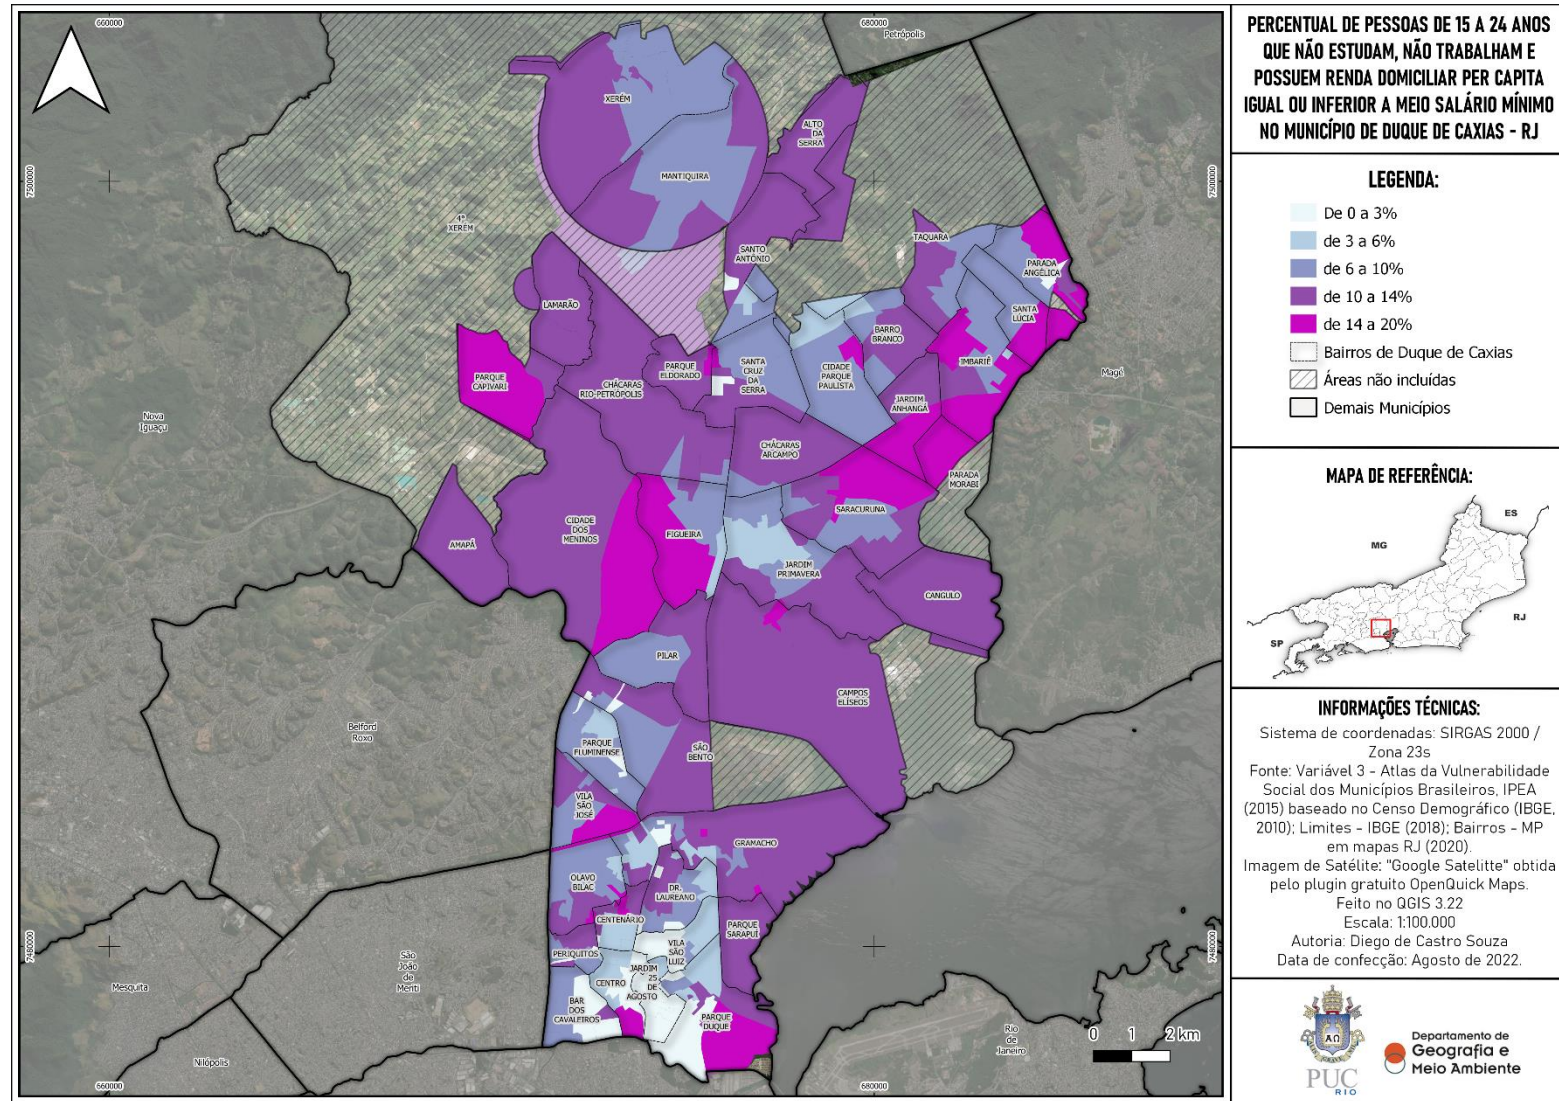 660000
680000
Petrópolis
XERÉM
ALTO
DA
SERRA
MANTIQUIRA
7500000
7500000
4º
XERÉM
TAQUARA
SANTO
ANTÔNIO
PARADA
ANGÉLICA
LAMARÃO
SANTA
LÚCIA
BARRO
BRANCO
IMBARIÊ
PARQUE
CAPIVARI
PARQUE
ELDORADO
SANTA
CRUZ
DA
SERRA
CIDADE
PARQUE
PAULISTA
Magé
CHÁCARAS
RIO-PETRÓPOLIS
JARDIM
ANHANGÁ
Nova
Iguaçu
CHÁCARAS
ARCAMPO
PARADA
MORABI
SARACURUNA
CIDADE
DOS
MENINOS
FIGUEIRA
AMAPÁ
JARDIM
PRIMAVERA
CANGULO
PILAR
CAMPOS
ELÍSEOS
Belford
Roxo
PARQUE
FLUMINENSE
SÃO
BENTO
VILA
SÃO
JOSÉ
GRAMACHO
OLAVO
BILAC
DR.
LAUREANO
CENTENÁRIO
PARQUE
SARAPUÍ
7480000
7480000
PERIQUITOS
VILA
SÃO
LUIZ
São
João
de
Meriti
JARDIM
25
DE
AGOSTO
CENTRO
Mesquita
BAR
DOS
CAVALEIROS
PARQUE
DUQUE
Rio
de
Janeiro
0 1 2 km
Nilópolis
660000
680000
PERCENTUAL DE PESSOAS DE 15 A 24 ANOS
QUE NÃO ESTUDAM, NÃO TRABALHAM E
POSSUEM RENDA DOMICILIAR PER CAPITA
IGUAL OU INFERIOR A MEIO SALÁRIO MÍNIMO
NO MUNICÍPIO DE DUQUE DE CAXIAS - RJ
LEGENDA:
De 0 a 3%
de 3 a 6%
de 6 a 10%
de 10 a 14%
de 14 a 20%
Bairros de Duque de Caxias
Áreas não incluídas
Demais Municípios
MAPA DE REFERÊNCIA:
ES
MG
RJ
SP
INFORMAÇÕES TÉCNICAS:
Sistema de coordenadas: SIRGAS 2000 /
Zona 23s
Fonte: Variável 3 - Atlas da Vulnerabilidade
Social dos Municípios Brasileiros, IPEA
(2015) baseado no Censo Demográfico (IBGE,
2010); Limites - IBGE (2018); Bairros - MP
em mapas RJ (2020).
Imagem de Satélite: "Google Satelitte" obtida
pelo plugin gratuito OpenQuick Maps.
Feito no QGIS 3.22
Escala: 1:100.000
Autoria: Diego de Castro Souza
Data de confecção: Agosto de 2022.
ΑΩ
PUC
RIO
Departamento de
Geografia e
Meio Ambiente